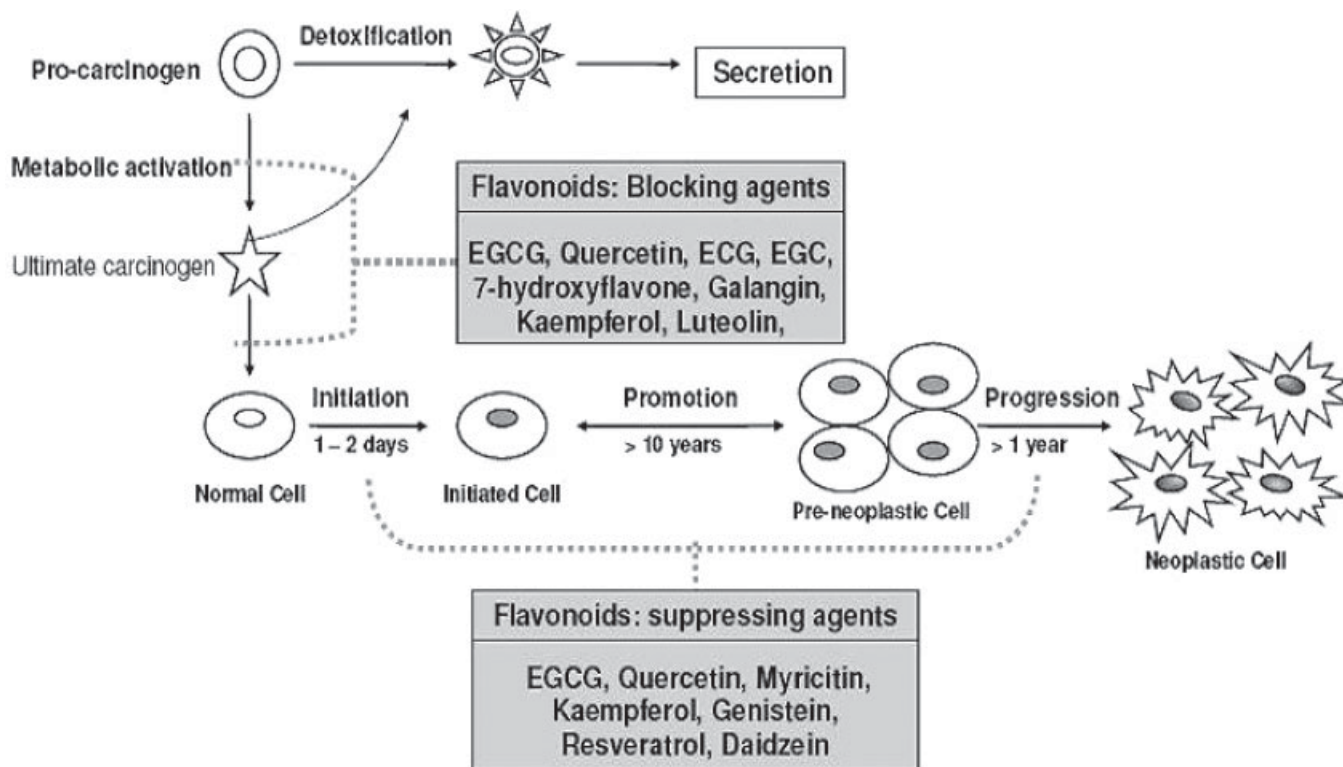 Detoxification
Pro-carcinogen
Secretion
Metabolic activation
Flavonoids: Blocking agents
EGCG, Quercetin, ECG, EGC,
7-hydroxyflavone, Galangin,
Kaempferol, Luteolin,
Ultimate carcinogen
Initiation
1 – 2 days
Promotion
> 10 years
Progression
> 1 year
Normal Cell
Initiated Cell
Pre-neoplastic Cell
Neoplastic Cell
Flavonoids: suppressing agents
EGCG, Quercetin, Myricitin,
Kaempferol, Genistein,
Resveratrol, Daidzein